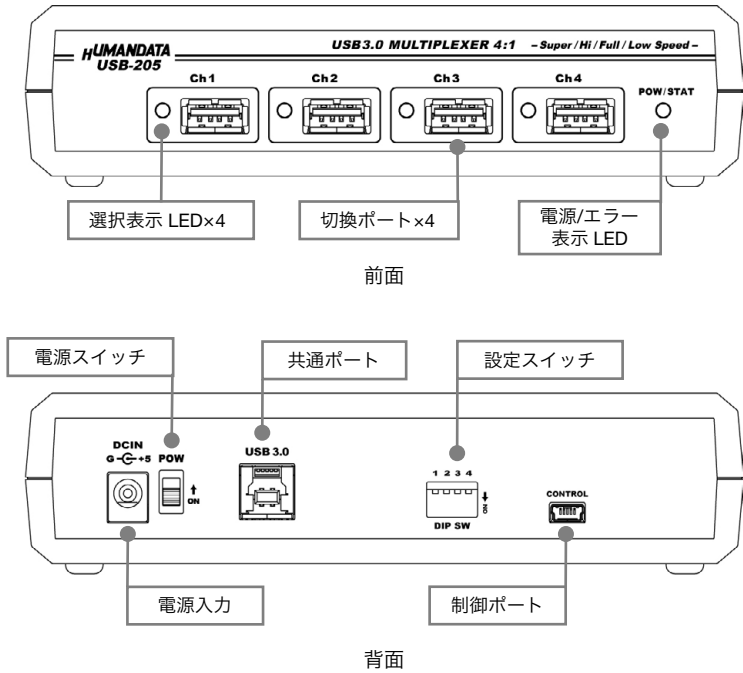 HUMANDATA
USB-205
USB3.0 MULTIPLEXER 4:1 – Super / Hi / Full / Low Speed –
Ch1 Ch2 Ch3 Ch4
POW/STAT
選択表示 LED×4
切換ポート×4
電源/エラー
表示 LED
前面
電源スイッチ
共通ポート
設定スイッチ
DCIN
G +5 POW
ON
USB 3.0
1 2 3 4
ON
DIP SW
CONTROL
電源入力
制御ポート
背面